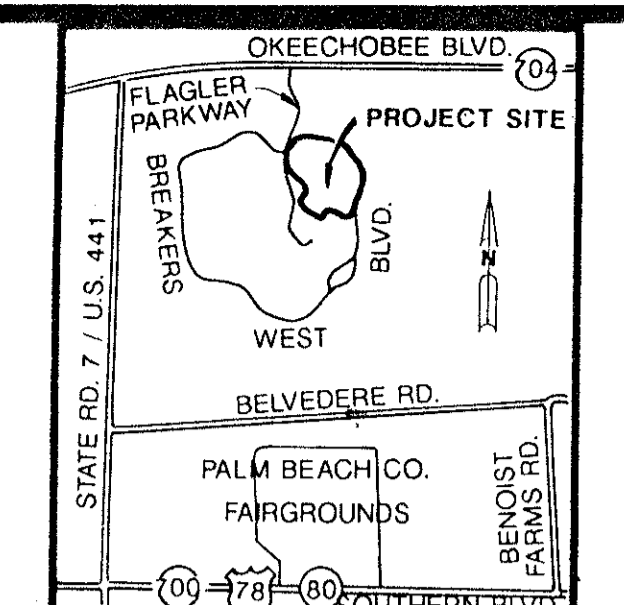 OKEECHOBEE BLVD.
704
FLAGLER
PARKWAY
PROJECT SITE
BREAKERS
BLVD.
N
WEST
STATE RD. 7 / U.S. 441
BELVEDERE RD.
PALM BEACH CO.
FAIRGROUNDS
BENOIST
FARMS RD.
700
78
80
SOUTHERN BLVD.